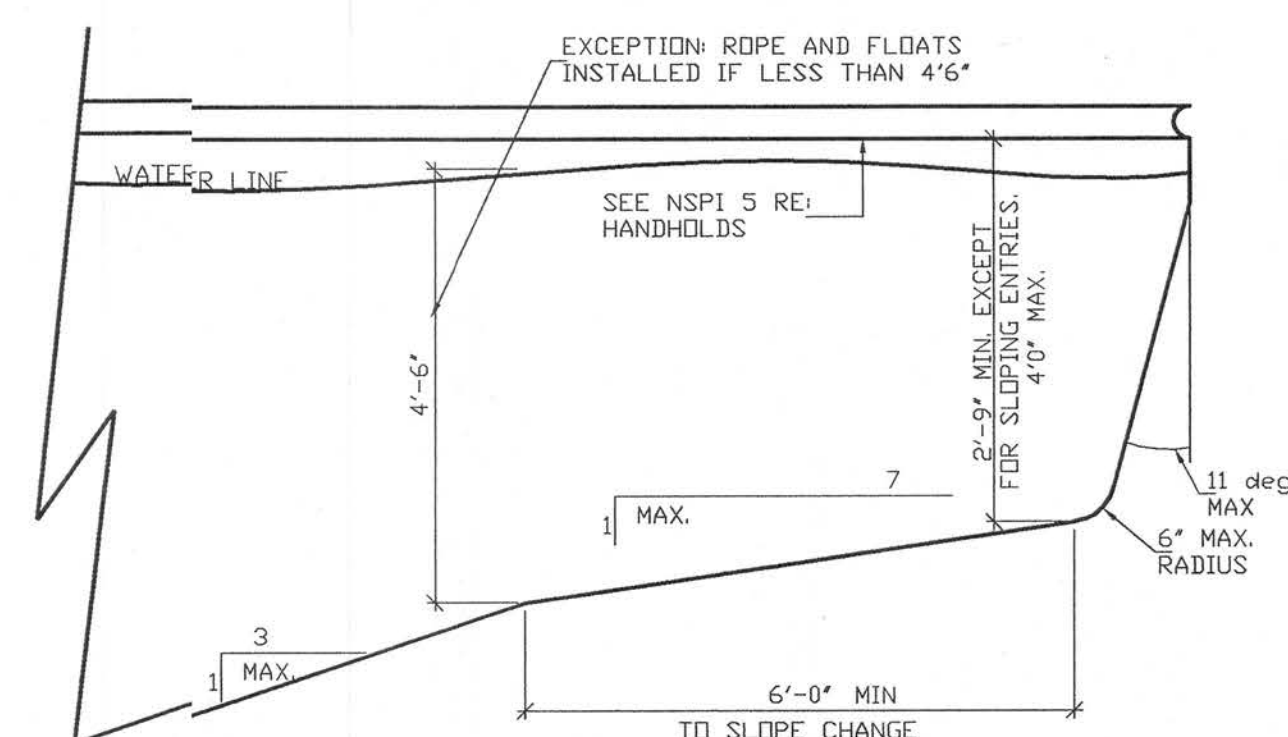 EXCEPTION: ROPE AND FLOATS
INSTALLED IF LESS THAN 4'6"
WATER LINE
SEE NSPI 5 RE:
HANDHOLDS
2'-9" MIN. EXCEPT
FOR SLOPING ENTRIES.
4'0" MAX.
4'-6"
7
1
MAX.
11 deg
MAX
6" MAX.
RADIUS
3
1
MAX.
6'-0" MIN
TO SLOPE CHANGE